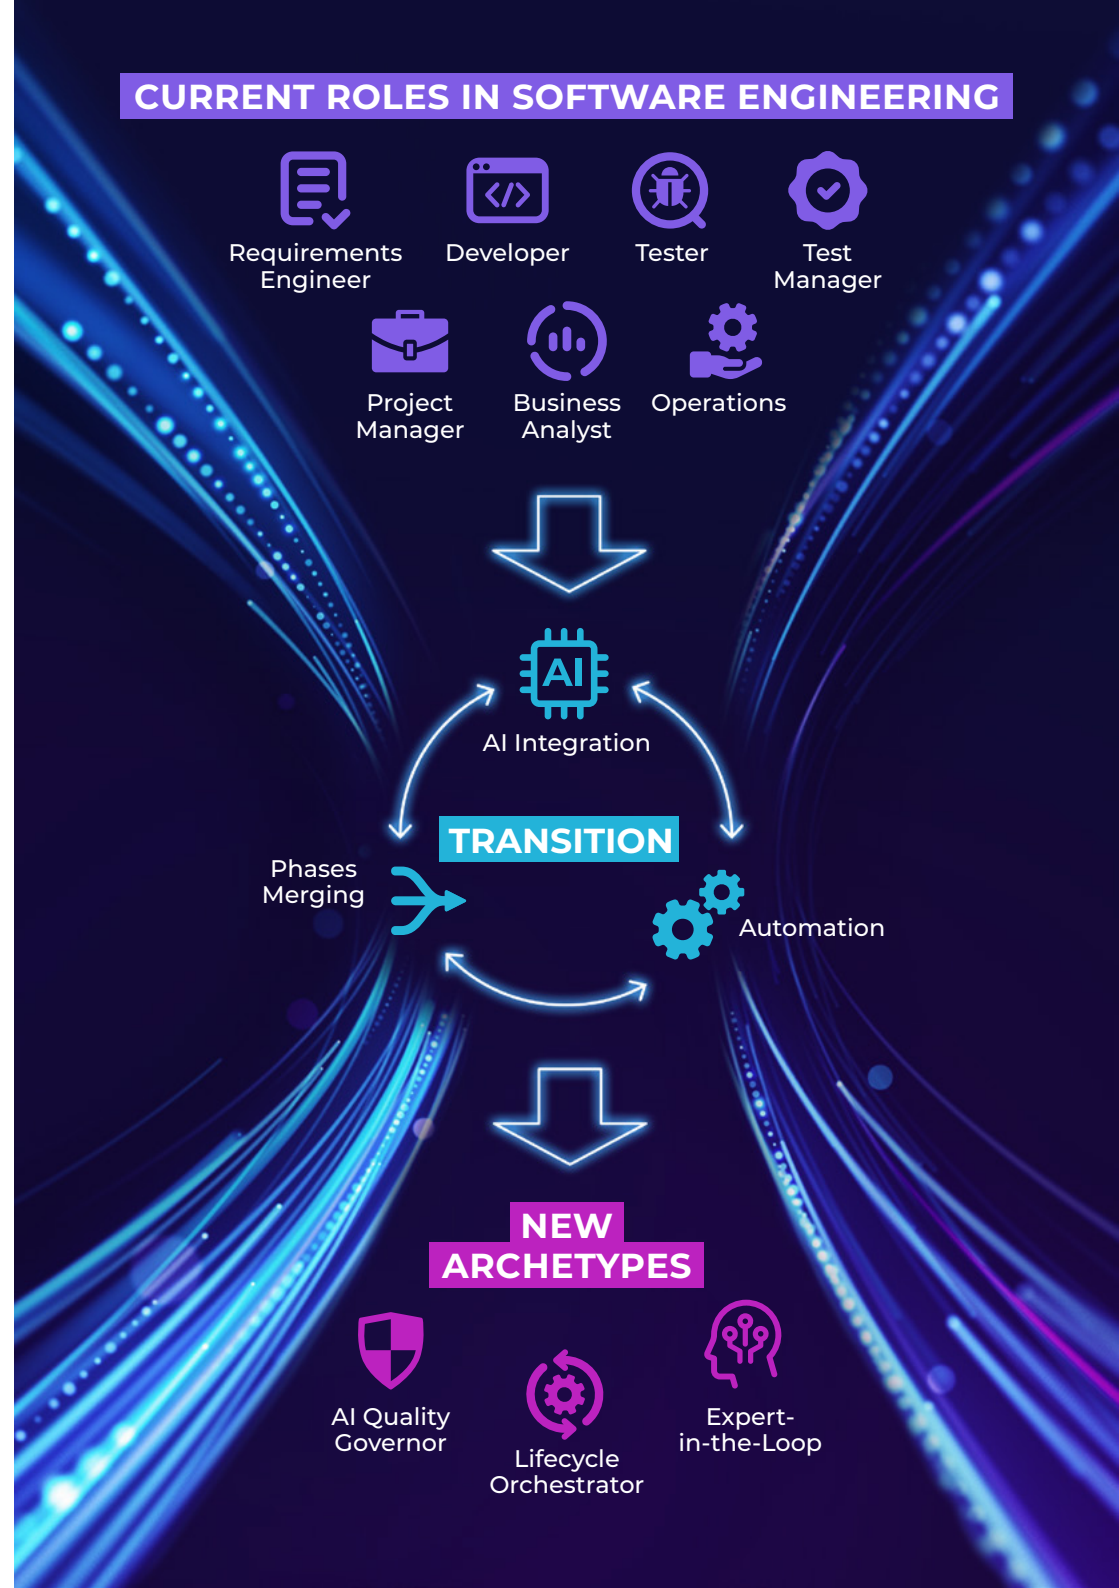 CURRENT ROLES IN SOFTWARE ENGINEERING
Requirements
Engineer
Developer
Tester
Test
Manager
Project
Manager
Business
Analyst
Operations
AI
AI Integration
TRANSITION
Phases
Merging
Automation
NEW
ARCHETYPES
AI Quality
Governor
Lifecycle
Orchestrator
Expert-
in-the-Loop